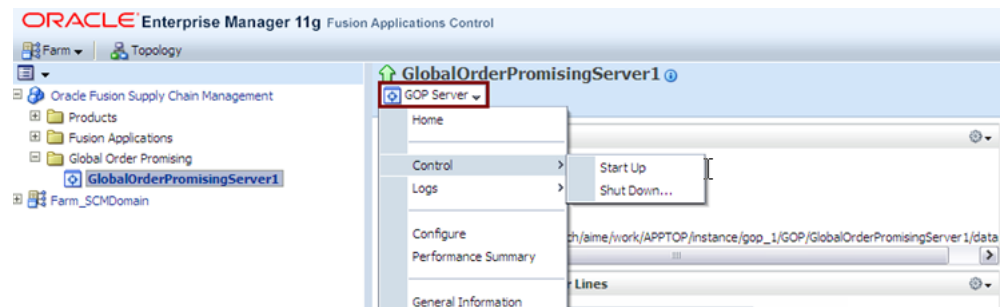 ORACLE Enterprise Manager 11g Fusion Applications Control
Farm Topology
GlobalOrderPromisingServer1
GOP Server
Oracle Fusion Supply Chain Management
Products
Fusion Applications
Global Order Promising
GlobalOrderPromisingServer1
Farm_SCMDomain
Home
Control
Start Up
Shut Down...
Logs
Configure
/aime/work/APPTOP/instance/gop_1/GOP/GlobalOrderPromisingServer1/data
Performance Summary
Lines
General Information